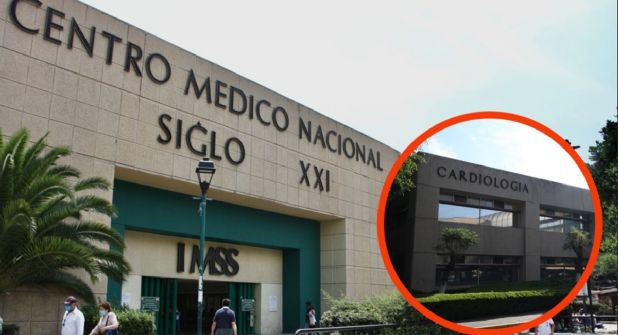 CENTRO MEDICO NACIONAL
SIGLO XXI
IMSS
CARDIOLOGIA